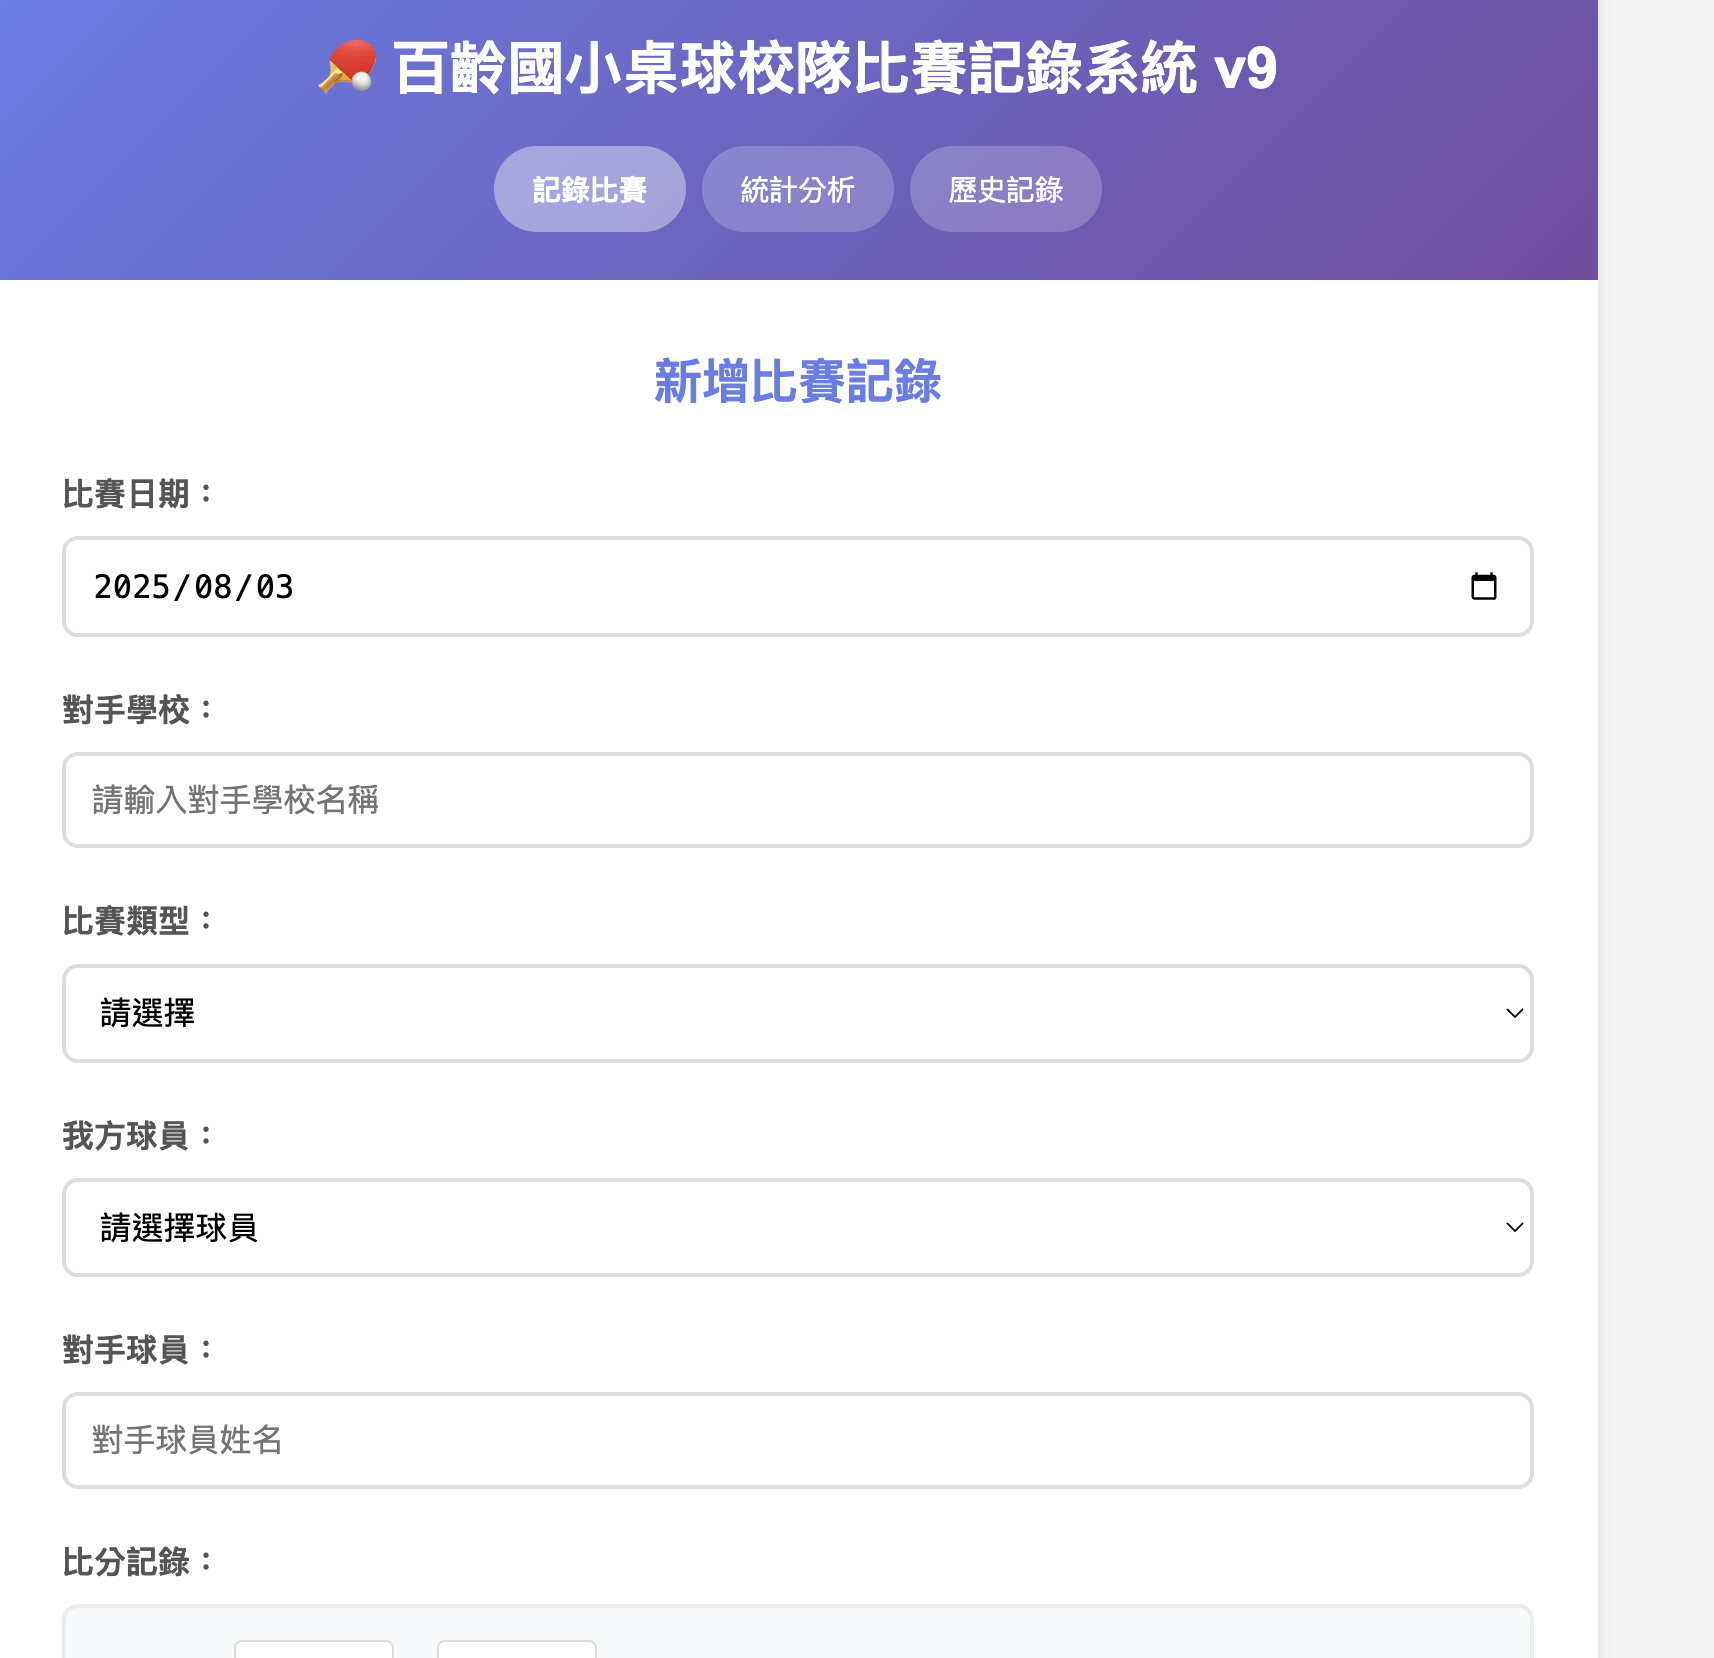 百齡國小桌球校隊比賽記錄系統 v9
記錄比賽 統計分析 歷史記錄
新增比賽記錄
比賽日期：
2025/08/03
對手學校：
請輸入對手學校名稱
比賽類型：
請選擇
我方球員：
請選擇球員
對手球員：
對手球員姓名
比分記錄：